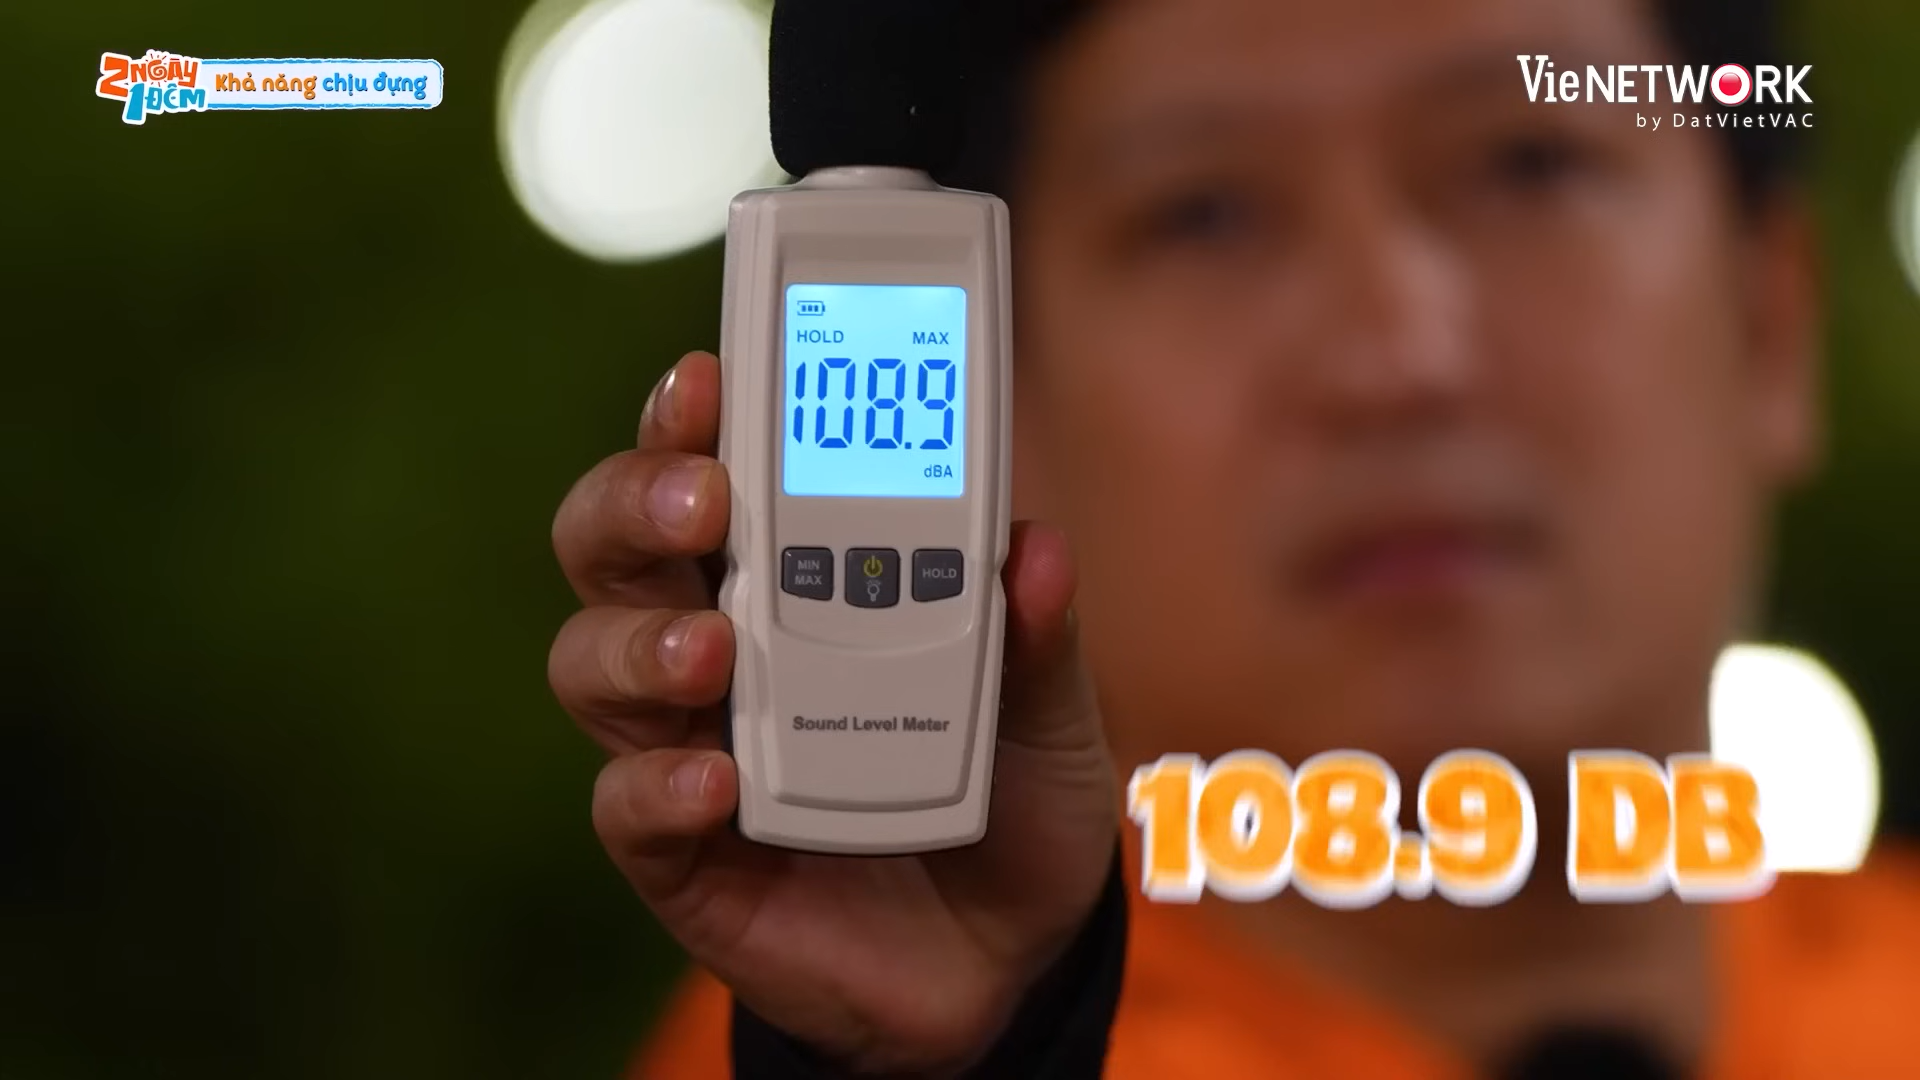 2 NGÀY
1 ĐÊM
Khả năng chịu đựng
VieNETWORK
by DatVietVAC
HOLD MAX
108.9
dBA
MIN
MAX
HOLD
Sound Level Meter
108.9 DB